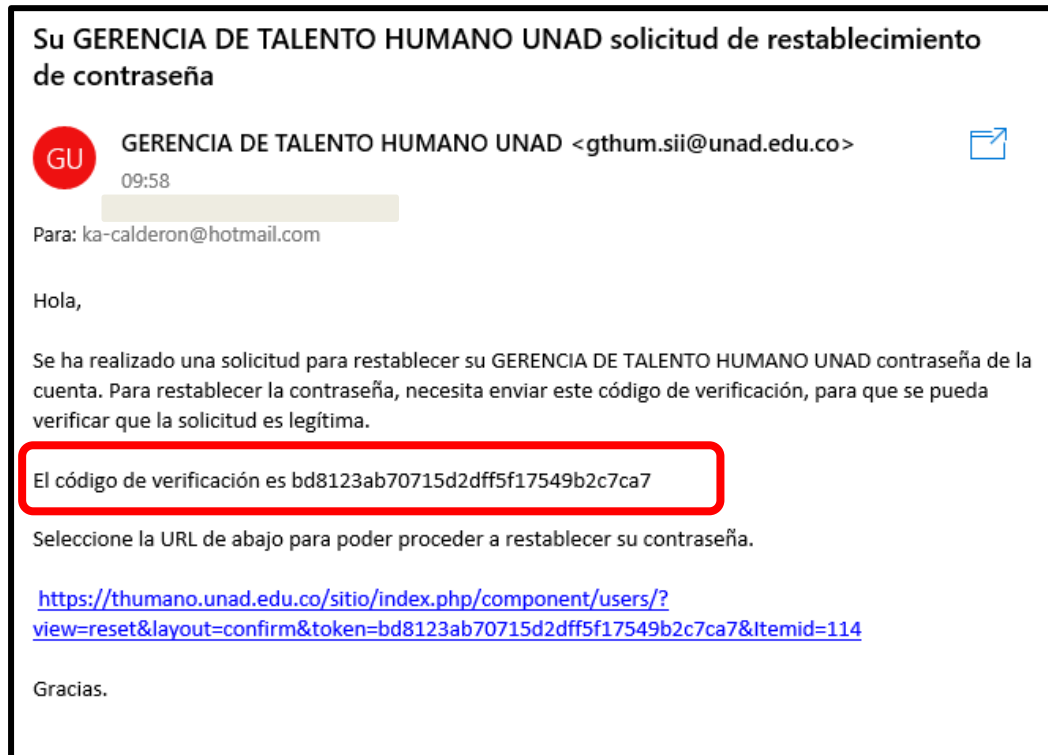 Su GERENCIA DE TALENTO HUMANO UNAD solicitud de restablecimiento
de contraseña
GU
GERENCIA DE TALENTO HUMANO UNAD <gthum.sii@unad.edu.co>
09:58
Para: ka-calderon@hotmail.com
Hola,
Se ha realizado una solicitud para restablecer su GERENCIA DE TALENTO HUMANO UNAD contraseña de la
cuenta. Para restablecer la contraseña, necesita enviar este código de verificación, para que se pueda
verificar que la solicitud es legítima.
El código de verificación es bd8123ab70715d2dff5f17549b2c7ca7
Seleccione la URL de abajo para poder proceder a restablecer su contraseña.
https://thumano.unad.edu.co/sitio/index.php/component/users/?
view=reset&layout=confirm&token=bd8123ab70715d2dff5f17549b2c7ca7&Itemid=114
Gracias.